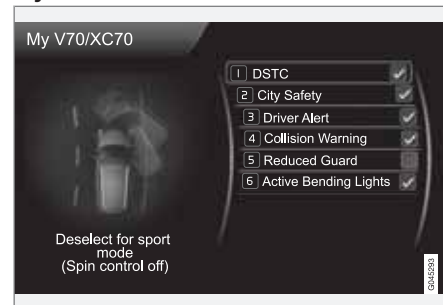 My V70/XC70
1 DSTC
2 City Safety
3 Driver Alert
4 Collision Warning
5 Reduced Guard
6 Active Bending Lights
Deselect for sport
mode
(Spin control off)
G045293